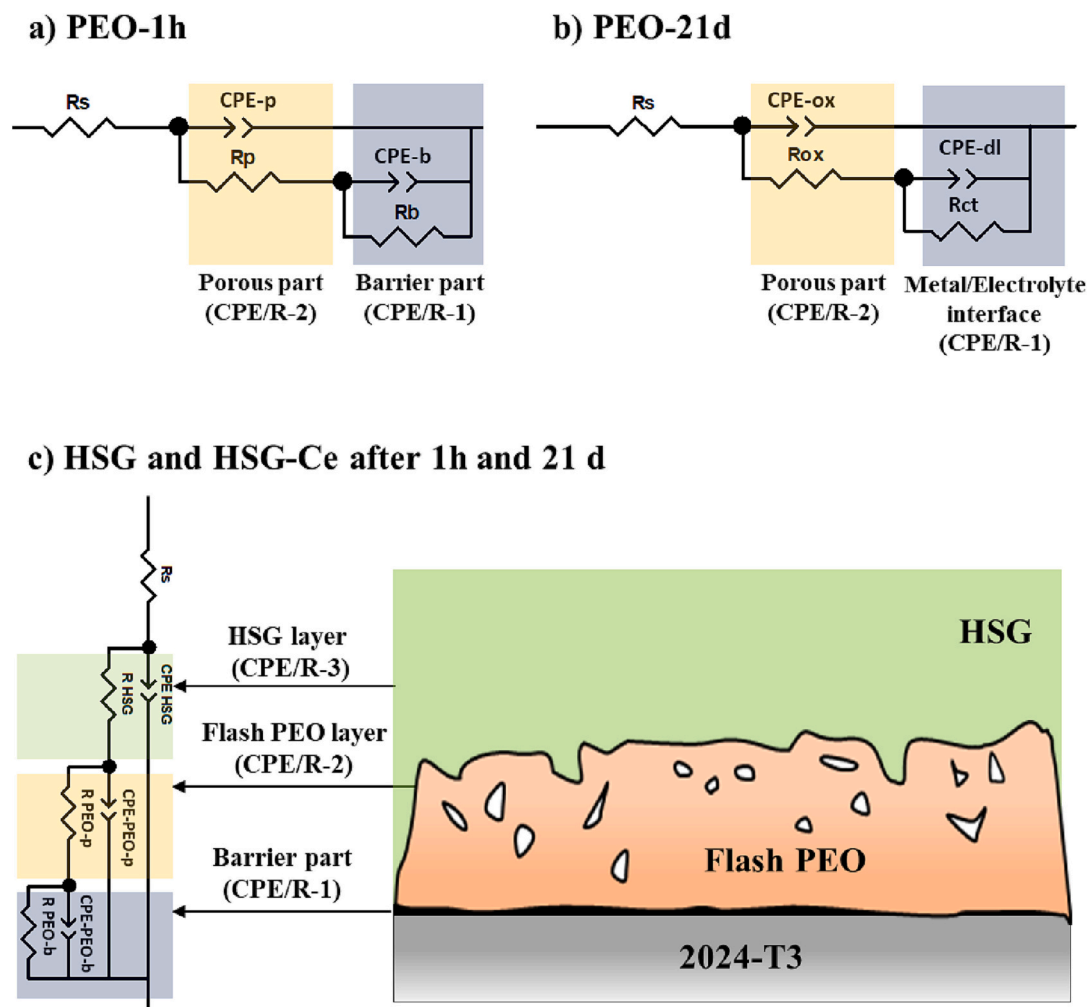 a) PEO-1h
Rs
CPE-p
Rp
CPE-b
Rb
Porous part
(CPE/R-2)
Barrier part
(CPE/R-1)
b) PEO-21d
Rs
CPE-ox
Rox
CPE-dl
Rct
Porous part
(CPE/R-2)
Metal/Electrolyte
interface
(CPE/R-1)
c) HSG and HSG-Ce after 1h and 21 d
Rs
CPE HSG
R HSG
CPE-PEO-p
R PEO-p
CPE-PEO-b
R PEO-b
HSG layer
(CPE/R-3)
Flash PEO layer
(CPE/R-2)
Barrier part
(CPE/R-1)
HSG
Flash PEO
2024-T3